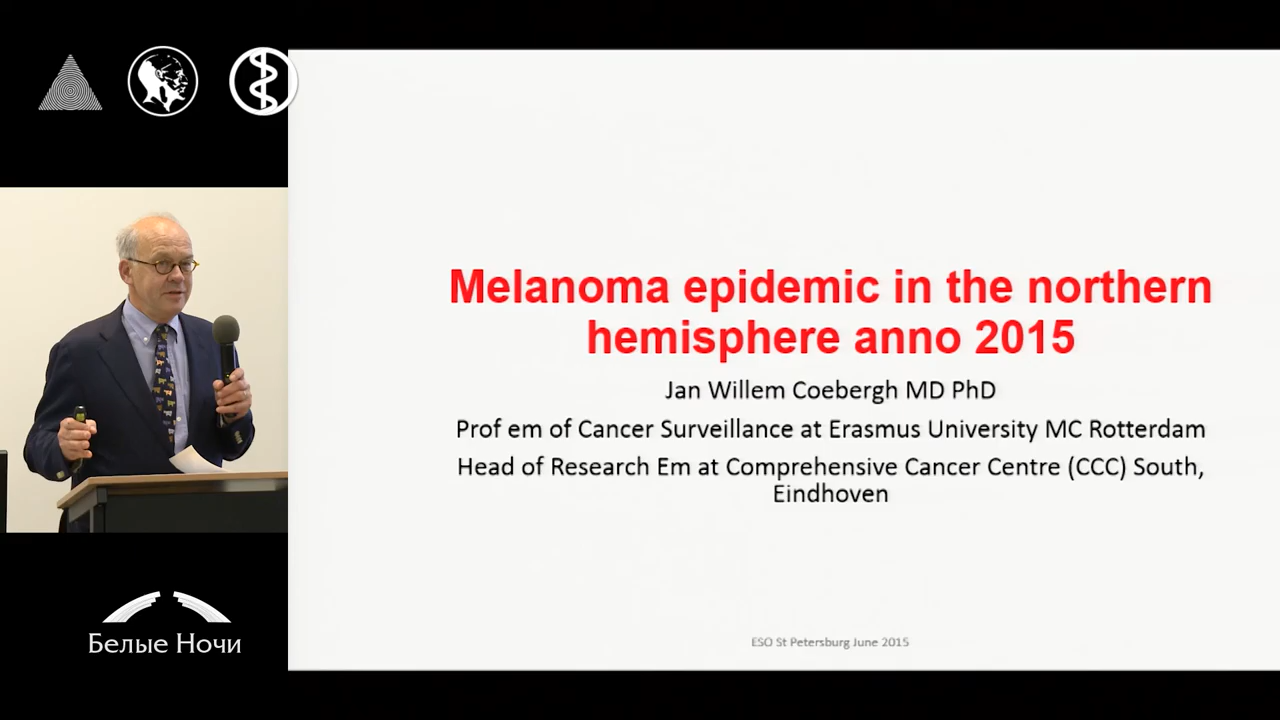 Melanoma epidemic in the northern
hemisphere anno 2015
Jan Willem Coebergh MD PhD
Prof em of Cancer Surveillance at Erasmus University MC Rotterdam
Head of Research Em at Comprehensive Cancer Centre (CCC) South,
Eindhoven
ESO St Petersburg June 2015
Белые Ночи